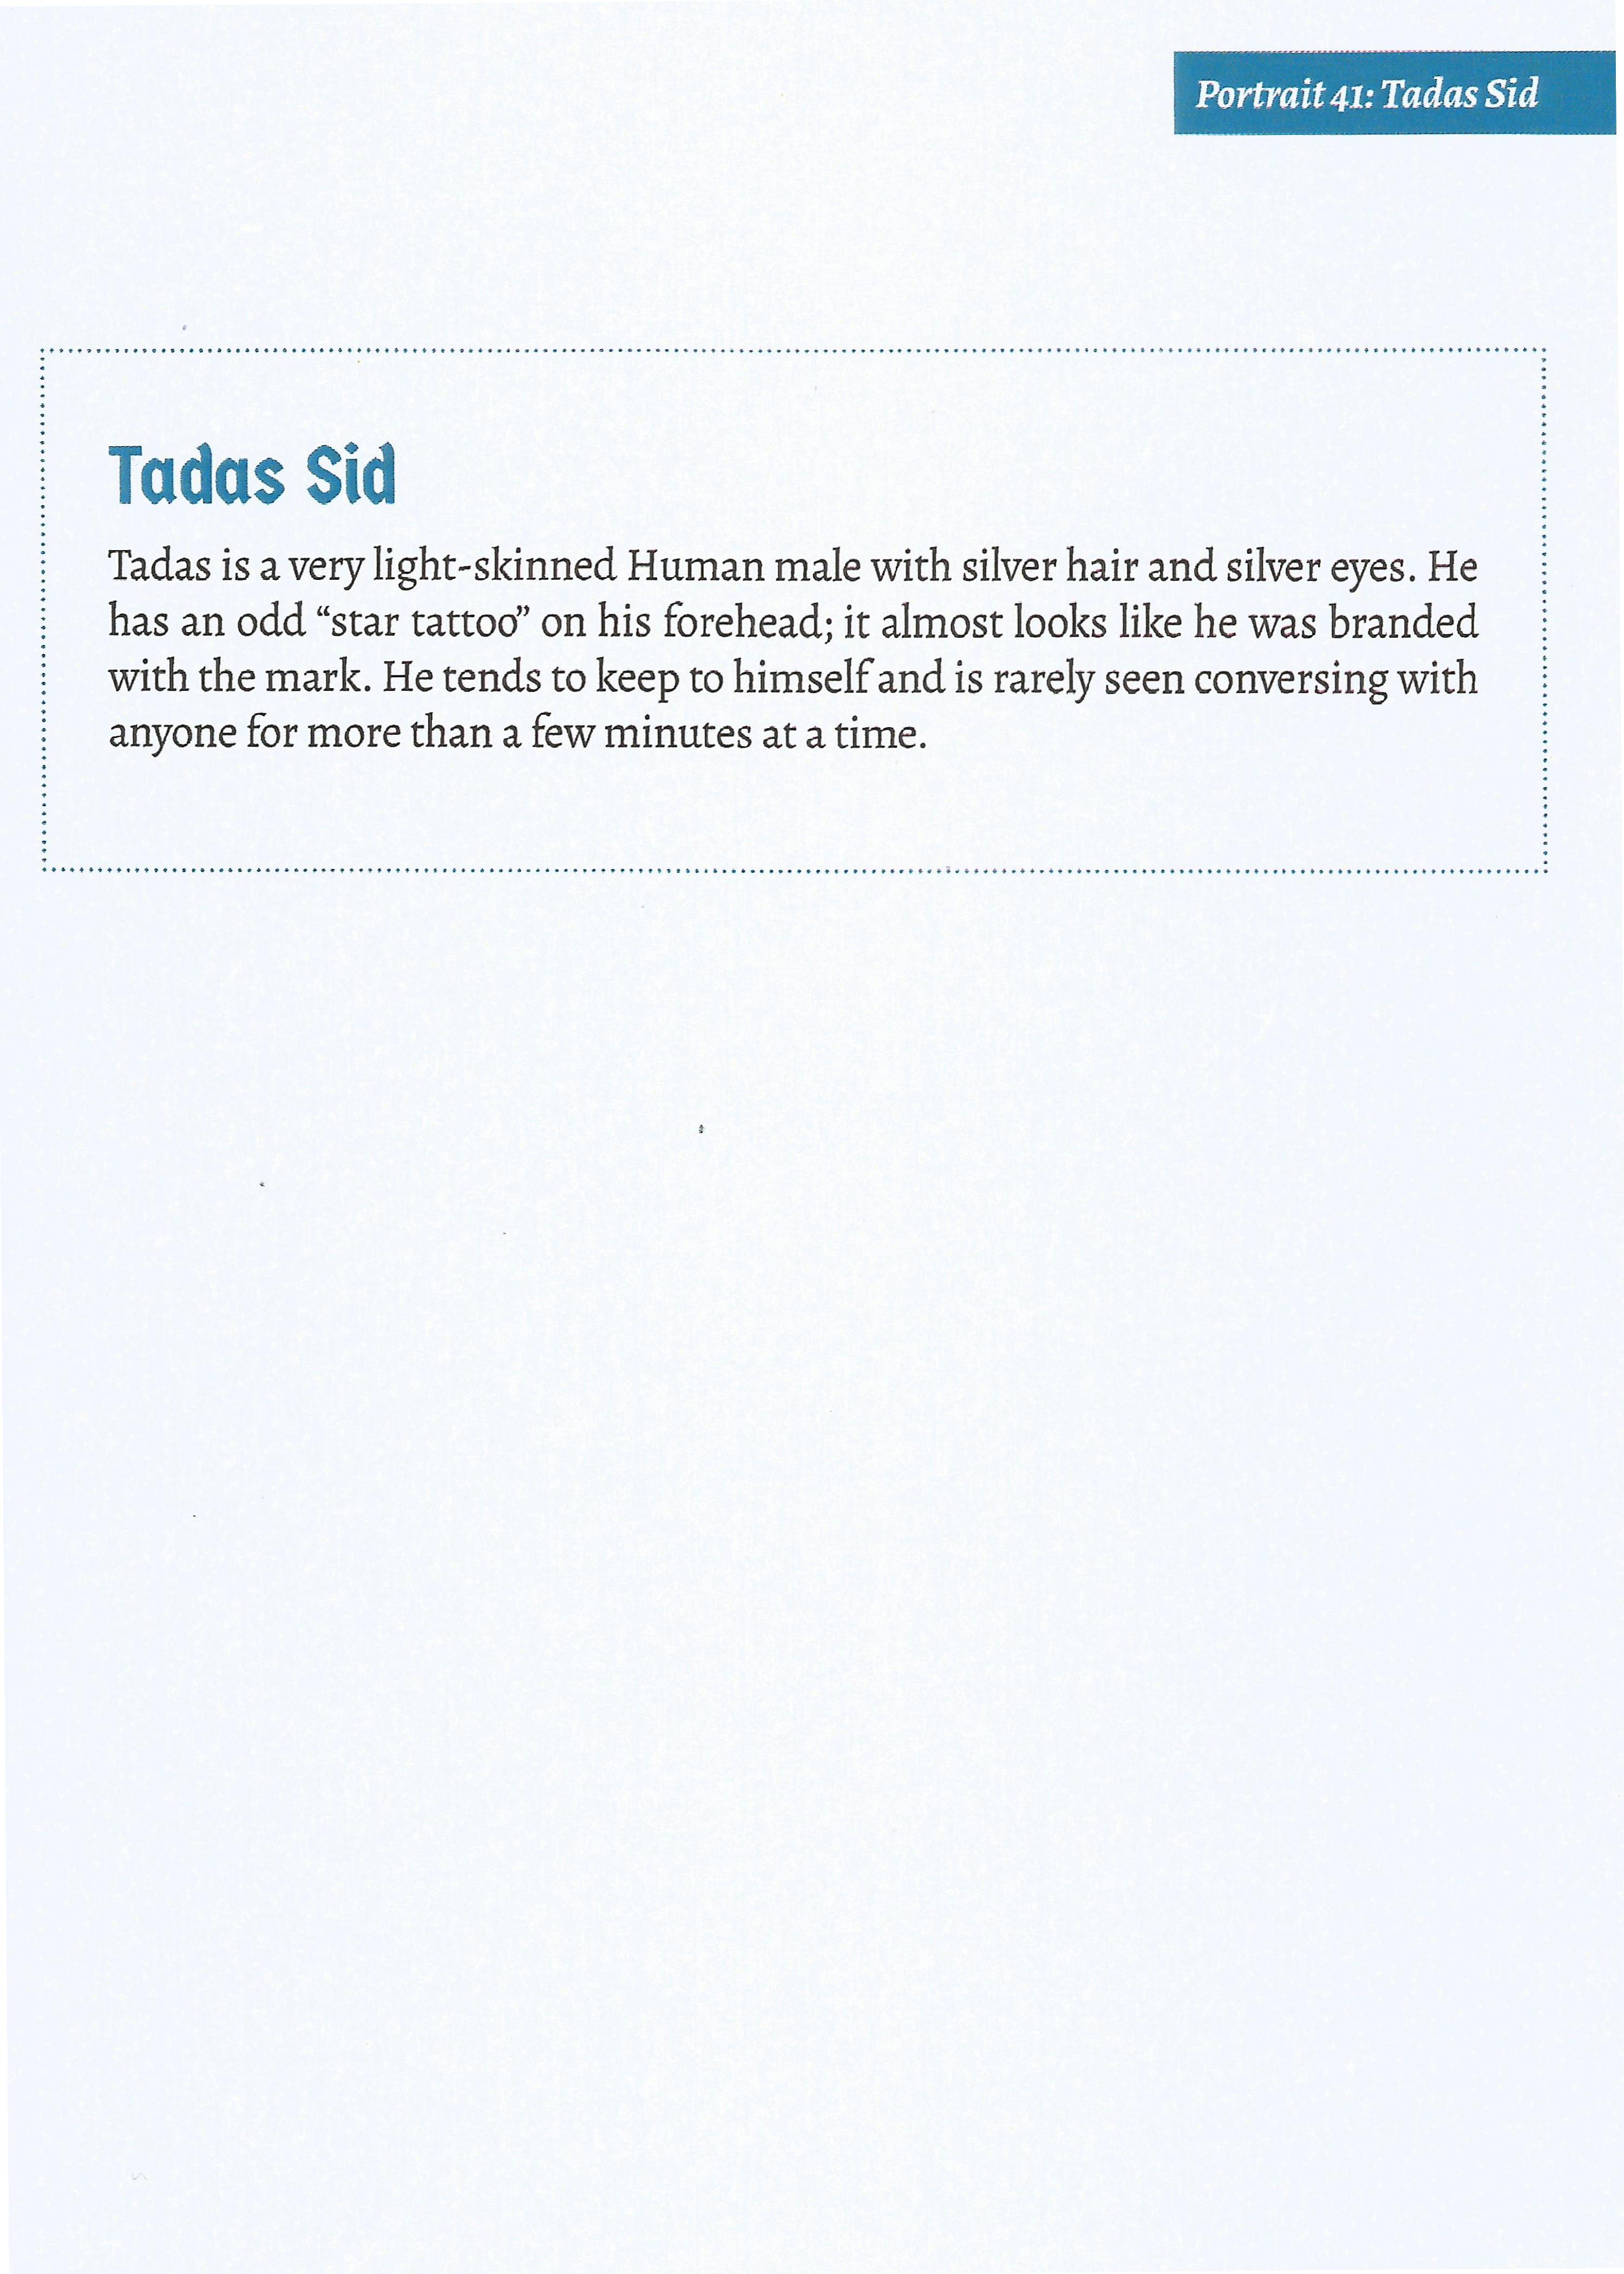 Portrait 41: Tadas Sid
Tadas Sid
Tadas is a very light-skinned Human male with silver hair and silver eyes. He
has an odd “star tattoo” on his forehead; it almost looks like he was branded
with the mark. He tends to keep to himself and is rarely seen conversing with
anyone for more than a few minutes at a time.